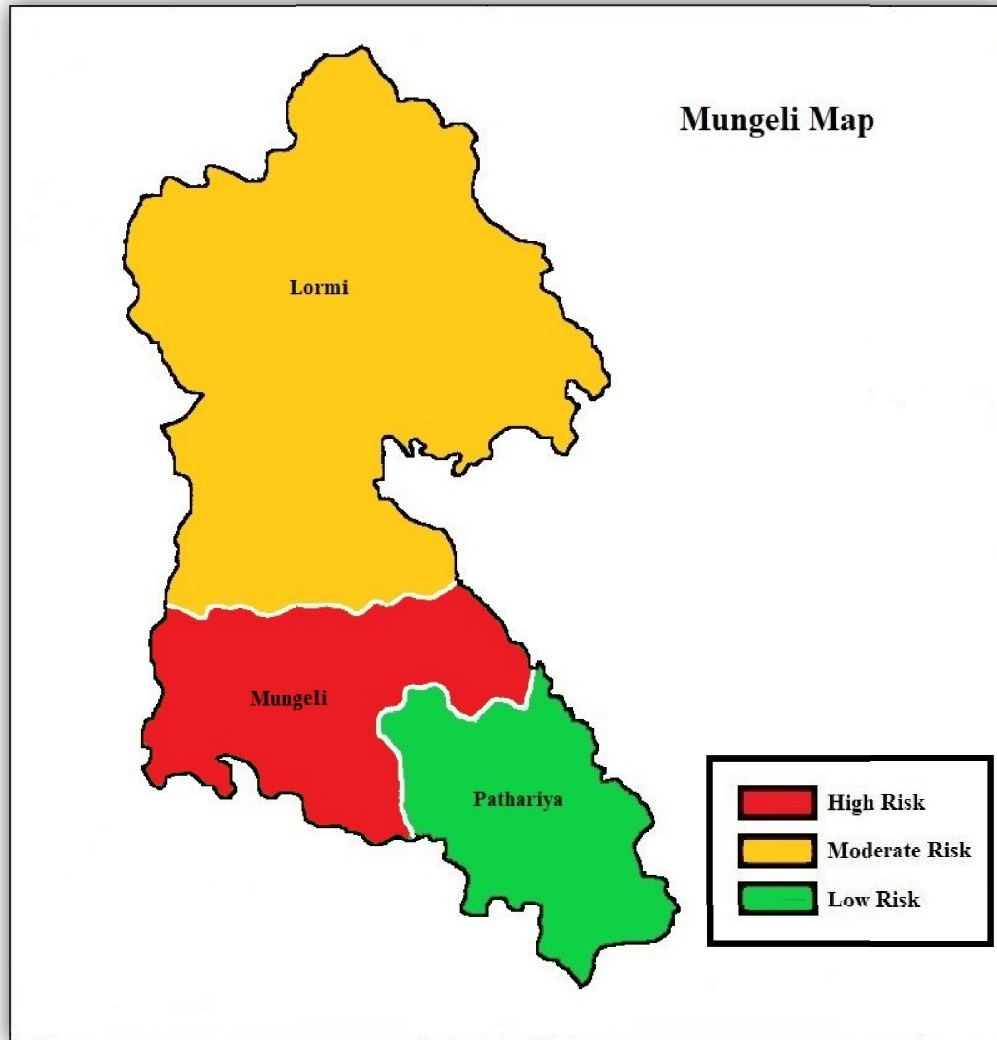 Mungeli Map
Lormi
Mungeli
Pathariya
High Risk
Moderate Risk
Low Risk